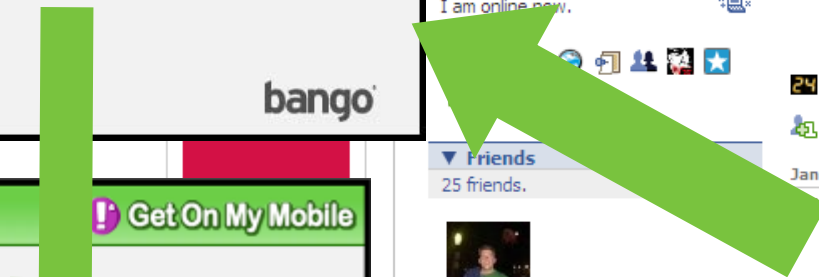 I am online now.
bango
24
Friends
25 friends.
Jan
Get On My Mobile